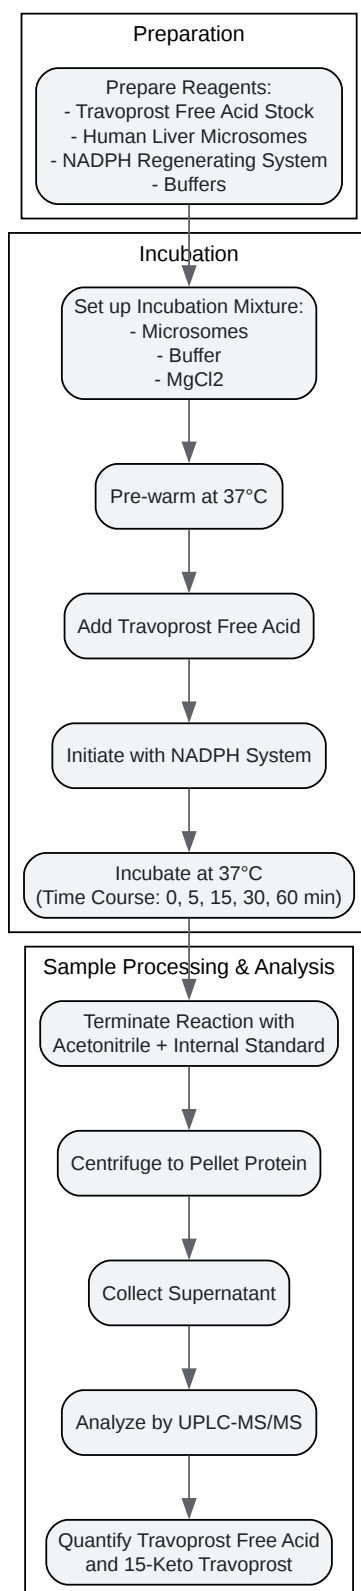 Preparation
Prepare Reagents:
- Travoprost Free Acid Stock
- Human Liver Microsomes
- NADPH Regenerating System
- Buffers
Incubation
Set up Incubation Mixture:
- Microsomes
- Buffer
- MgCl2
Pre-warm at 37°C
Add Travoprost Free Acid
Initiate with NADPH System
Incubate at 37°C
(Time Course: 0, 5, 15, 30, 60 min)
Sample Processing & Analysis
Terminate Reaction with
Acetonitrile + Internal Standard
Centrifuge to Pellet Protein
Collect Supernatant
Analyze by UPLC-MS/MS
Quantify Travoprost Free Acid
and 15-Keto Travoprost